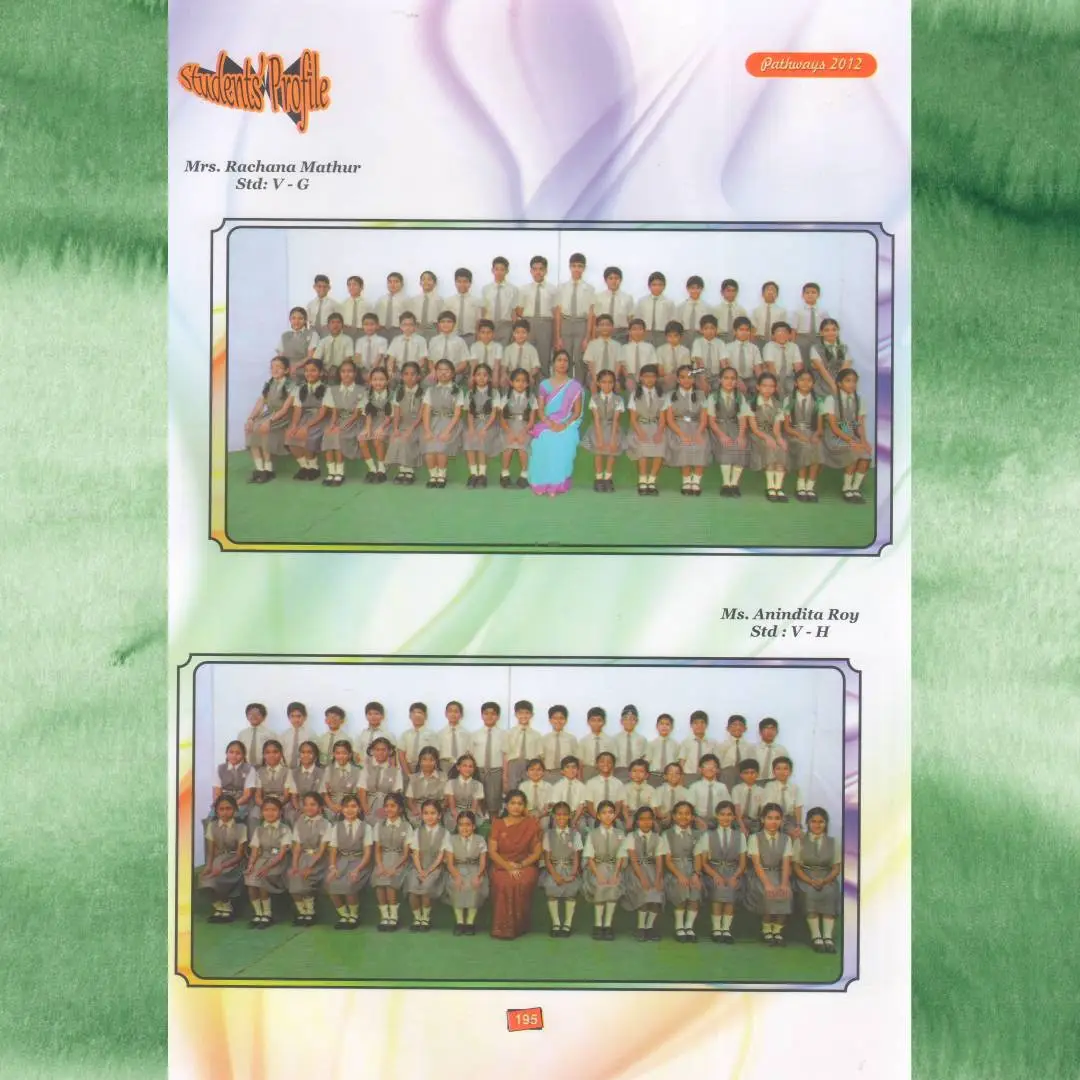 Students' Profile
Pathways 2012
Mrs. Rachana Mathur
Std: V - G
Ms. Anindita Roy
Std : V - H
195